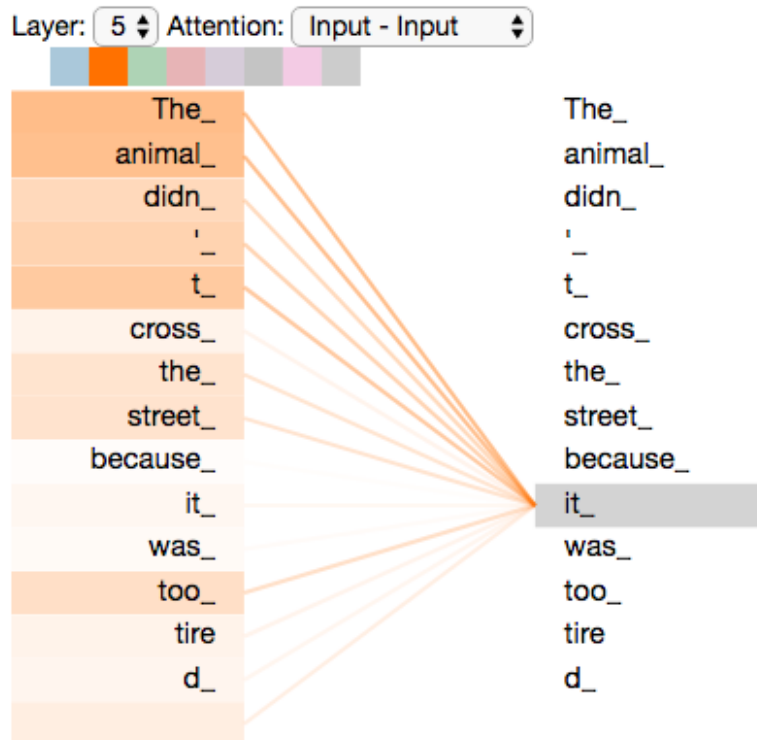 Layer: 5 Attention: Input - Input
The_ The_
animal_ animal_
didn_ didn_
'_ '_
t_ t_
cross_ cross_
the_ the_
street_ street_
because_ because_
it_ it_
was_ was_
too_ too_
tire tire
d_ d_